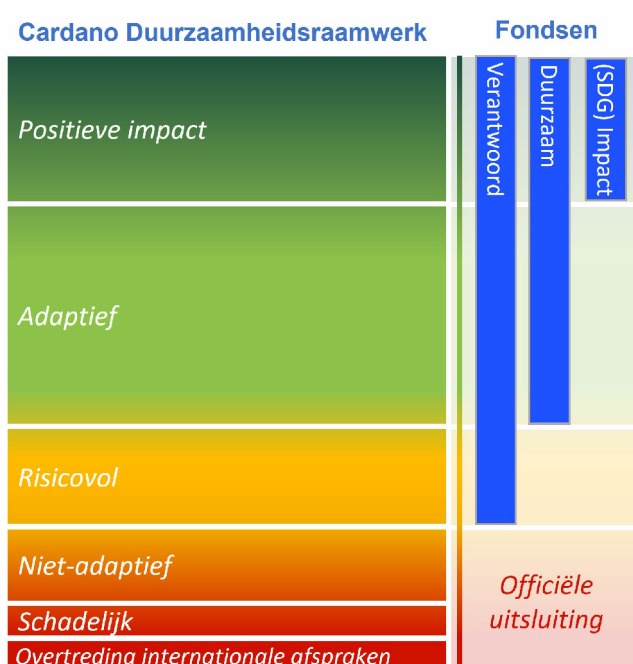 Cardano Duurzaamheidsraamwerk
Fondsen
Positieve impact
Adaptief
Risicovol
Niet-adaptief
Schadelijk
Overtreding internationale afspraken
Verantwoord
Duurzaam
(SDG) Impact
Officiële
uitsluiting